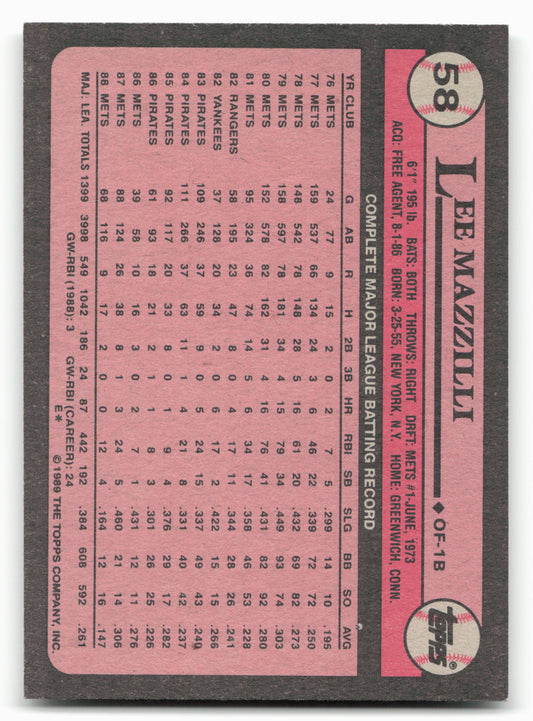 58
LEE MAZZILLI ◆ OF-1B
TOPPS®
6'1" 195 lb. BATS: BOTH THROWS: RIGHT DRFT: METS #1-JUNE, 1973
ACQ: FREE AGENT, 8-1-86 BORN: 3-25-55, NEW YORK, N.Y. HOME: GREENWICH, CONN.
COMPLETE MAJOR LEAGUE BATTING RECORD
YR CLUB G AB R H 2B 3B HR RBI SB SLG BB SO AVG
76 METS 24 77 9 15 2 0 2 7 5 .299 14 10 .195
77 METS 159 537 66 134 24 3 6 46 22 .339 72 72 .250
78 METS 148 542 78 148 28 5 16 61 20 .432 69 82 .273
79 METS 158 597 78 181 34 4 15 79 34 .449 93 74 .303
80 METS 152 578 82 162 31 4 16 76 41 .431 82 92 .280
81 METS 95 324 36 74 14 5 6 34 17 .358 46 53 .228
82 RANGERS 58 195 23 47 8 0 4 17 11 .344 28 26 .241
82 YANKEES 37 128 20 34 2 0 6 17 2 .422 15 15 .266
83 PIRATES 109 246 37 59 9 0 5 24 15 .337 49 43 .240
84 PIRATES 111 266 37 63 11 1 4 21 8 .331 40 42 .237
85 PIRATES 92 117 20 33 8 0 1 9 4 .376 29 17 .282
86 PIRATES 61 93 18 21 2 1 1 8 3 .301 26 25 .226
86 METS 39 58 10 16 3 0 2 7 1 .431 12 11 .276
87 METS 88 124 26 38 8 1 3 24 5 .460 21 14 .306
88 METS 68 116 9 17 2 0 0 12 4 .164 12 16 .147
MAJ. LEA. TOTALS 1399 3998 549 1042 186 24 87 442 192 .384 608 592 .261
GW-RBI (1988): 3 GW-RBI (CAREER): 24
E* ©1989 THE TOPPS COMPANY, INC.